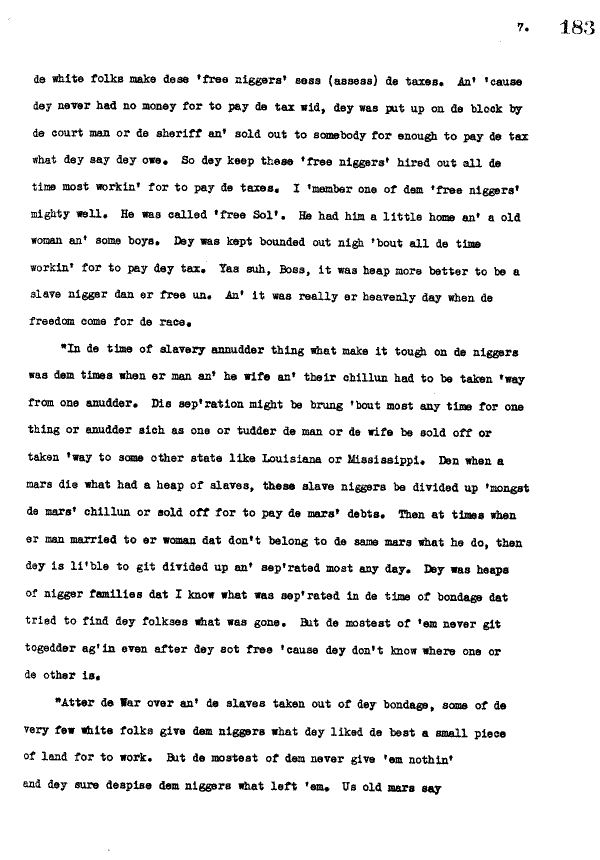 7. 183
de white folks make dese 'free niggers' sess (assess) de taxes. An' 'cause
dey never had no money for to pay de tax wid, dey was put up on de block by
de court man or de sheriff an' sold out to somebody for enough to pay de tax
what dey say dey owe. So dey keep these 'free niggers' hired out all de
time most workin' for to pay de taxes. I 'member one of dem 'free niggers'
mighty well. He was called 'free Sol'. He had him a little home an' a old
woman an' some boys. Dey was kept bounded out nigh 'bout all de time
workin' for to pay dey tax. Yas suh, Boss, it was heap more better to be a
slave nigger dan er free un. An' it was really er heavenly day when de
freedom come for de race.
"In de time of slavery annudder thing what make it tough on de niggers
was dem times when er man an' he wife an' their chillun had to be taken 'way
from one anudder. Dis sep'ration might be brung 'bout most any time for one
thing or anudder sich as one or tudder de man or de wife be sold off or
taken 'way to some other state like Louisiana or Mississippi. Den when a
mars die what had a heap of slaves, these slave niggers be divided up 'mongst
de mars' chillun or sold off for to pay de mars' debts. Then at times when
er man married to er woman dat don't belong to de same mars what he do, then
dey is li'ble to git divided up an' sep'rated most any day. Dey was heaps
of nigger families dat I know what was sep'rated in de time of bondage dat
tried to find dey folkses what was gone. But de mostest of 'em never git
togedder ag'in even after dey sot free 'cause dey don't know where one or
de other is.
"Atter de War over an' de slaves taken out of dey bondage, some of de
very few white folks give dem niggers what dey liked de best a small piece
of land for to work. But de mostest of dem never give 'em nothin'
and dey sure despise dem niggers what left 'em. Us old mars say